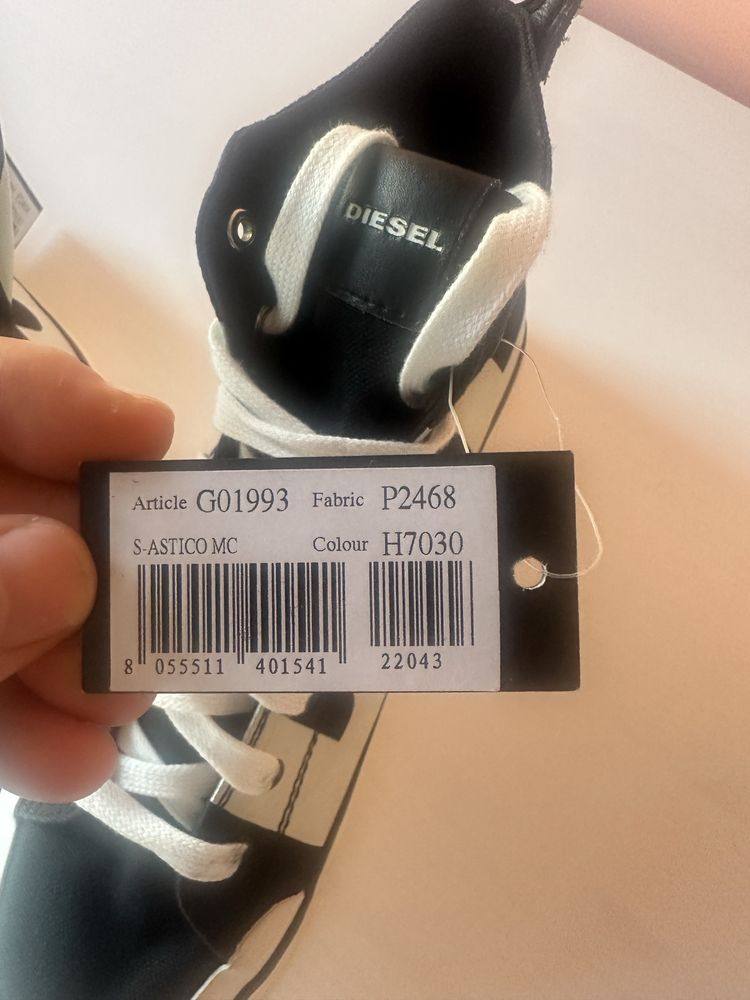 DIESEL
Article G01993 Fabric P2468
S-ASTICO MC Colour H7030
8 055511 401541 22043